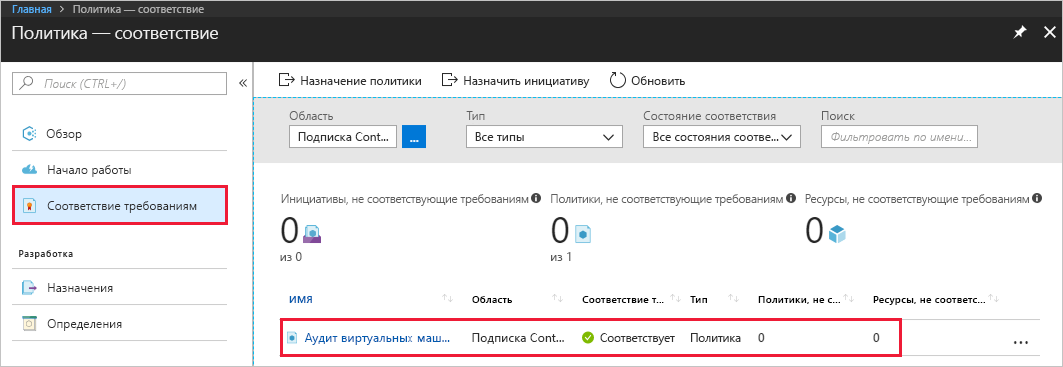 Главная > Политика — соответствие
Политика — соответствие
Поиск (CTRL+/)
«
Обзор
Начало работы
Соответствие требованиям
Разработка
Назначения
Определения
Назначение политики Назначить инициативу Обновить
Область Тип Состояние соответствия Поиск
Подписка Cont... ... Все типы Все состояния соотве... Фильтровать по имени...
Инициативы, не соответствующие требованиям Политики, не соответствующие требованиям Ресурсы, не соответствующие требованиям
0 0 0
из 0 из 1
ИМЯ Область Соответствие т... Тип Политики, не с... Ресурсы, не соответс...
Аудит виртуальных маш... Подписка Cont... Соответствует Политика 0 0 ...